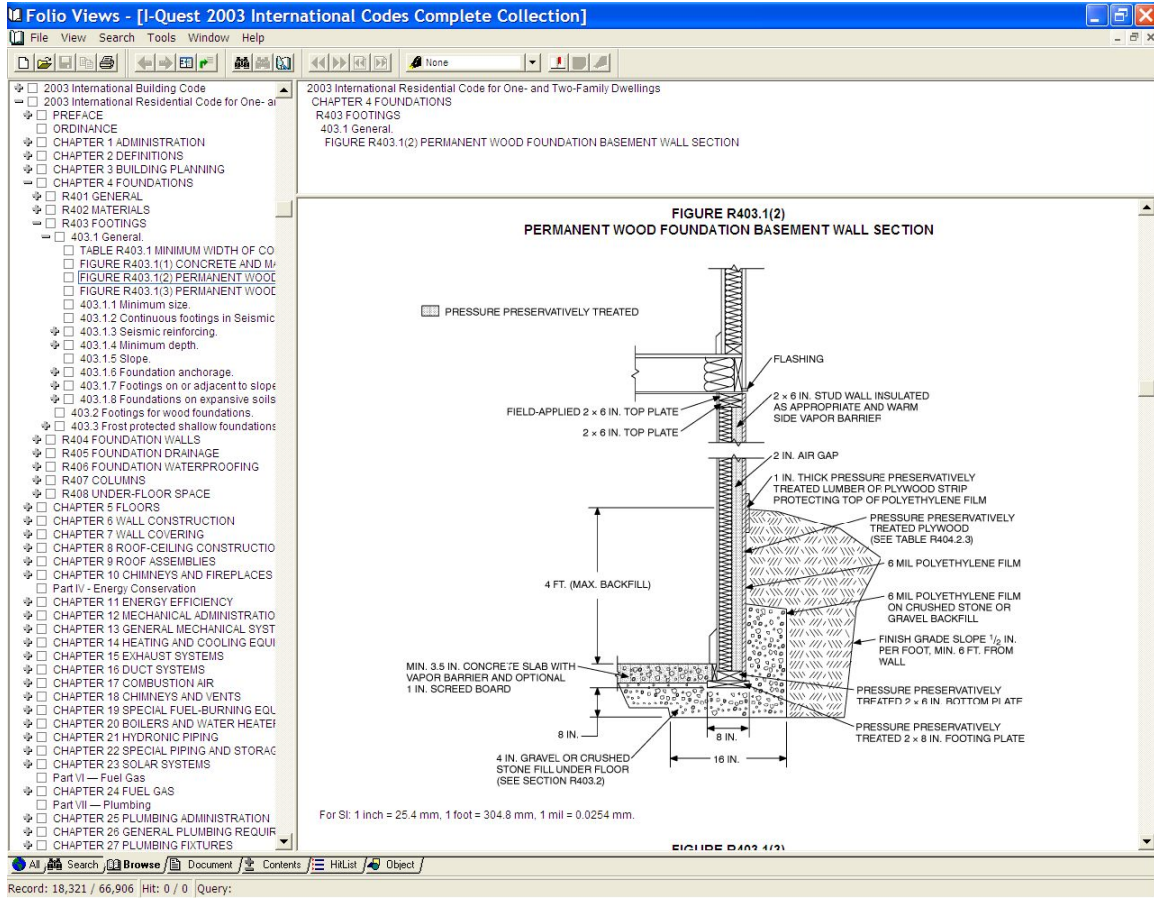 Folio Views - [I-Quest 2003 International Codes Complete Collection]
File View Search Tools Window Help
None
2003 International Building Code
2003 International Residential Code for One- a
PREFACE
ORDINANCE
CHAPTER 1 ADMINISTRATION
CHAPTER 2 DEFINITIONS
CHAPTER 3 BUILDING PLANNING
CHAPTER 4 FOUNDATIONS
R401 GENERAL
R402 MATERIALS
R403 FOOTINGS
403.1 General.
TABLE R403.1 MINIMUM WIDTH OF CO
FIGURE R403.1(1) CONCRETE AND M
FIGURE R403.1(2) PERMANENT WOOD
FIGURE R403.1(3) PERMANENT WOOD
403.1.1 Minimum size.
403.1.2 Continuous footings in Seismic
403.1.3 Seismic reinforcing.
403.1.4 Minimum depth.
403.1.5 Slope.
403.1.6 Foundation anchorage.
403.1.7 Footings on or adjacent to slope
403.1.8 Foundations on expansive soils
403.2 Footings for wood foundations.
403.3 Frost protected shallow foundations
R404 FOUNDATION WALLS
R405 FOUNDATION DRAINAGE
R406 FOUNDATION WATERPROOFING
R407 COLUMNS
R408 UNDER-FLOOR SPACE
CHAPTER 5 FLOORS
CHAPTER 6 WALL CONSTRUCTION
CHAPTER 7 WALL COVERING
CHAPTER 8 ROOF-CEILING CONSTRUCTIO
CHAPTER 9 ROOF ASSEMBLIES
CHAPTER 10 CHIMNEYS AND FIREPLACES
Part IV - Energy Conservation
CHAPTER 11 ENERGY EFFICIENCY
CHAPTER 12 MECHANICAL ADMINISTRATIO
CHAPTER 13 GENERAL MECHANICAL SYST
CHAPTER 14 HEATING AND COOLING EQUI
CHAPTER 15 EXHAUST SYSTEMS
CHAPTER 16 DUCT SYSTEMS
CHAPTER 17 COMBUSTION AIR
CHAPTER 18 CHIMNEYS AND VENTS
CHAPTER 19 SPECIAL FUEL-BURNING EQU
CHAPTER 20 BOILERS AND WATER HEATER
CHAPTER 21 HYDRONIC PIPING
CHAPTER 22 SPECIAL PIPING AND STORAG
CHAPTER 23 SOLAR SYSTEMS
Part VI — Fuel Gas
CHAPTER 24 FUEL GAS
Part VII — Plumbing
CHAPTER 25 PLUMBING ADMINISTRATION
CHAPTER 26 GENERAL PLUMBING REQUIR
CHAPTER 27 PLUMBING FIXTURES
2003 International Residential Code for One- and Two-Family Dwellings
CHAPTER 4 FOUNDATIONS
R403 FOOTINGS
403.1 General.
FIGURE R403.1(2) PERMANENT WOOD FOUNDATION BASEMENT WALL SECTION
FIGURE R403.1(2)
PERMANENT WOOD FOUNDATION BASEMENT WALL SECTION
PRESSURE PRESERVATIVELY TREATED
FLASHING
2 × 6 IN. STUD WALL INSULATED
AS APPROPRIATE AND WARM
SIDE VAPOR BARRIER
FIELD-APPLIED 2 × 6 IN. TOP PLATE
2 × 6 IN. TOP PLATE
2 IN. AIR GAP
1 IN. THICK PRESSURE PRESERVATIVELY
TREATED LUMBER OR PLYWOOD STRIP
PROTECTING TOP OF POLYETHYLENE FILM
PRESSURE PRESERVATIVELY
TREATED PLYWOOD
(SEE TABLE R404.2.3)
6 MIL POLYETHYLENE FILM
4 FT. (MAX. BACKFILL)
6 MIL POLYETHYLENE FILM
ON CRUSHED STONE OR
GRAVEL BACKFILL
FINISH GRADE SLOPE 1/2 IN.
PER FOOT, MIN. 6 FT. FROM
WALL
MIN. 3.5 IN. CONCRETE SLAB WITH
VAPOR BARRIER AND OPTIONAL
1 IN. SCREED BOARD
PRESSURE PRESERVATIVELY
TREATED 2 × 6 IN. BOTTOM PLATE
PRESSURE PRESERVATIVELY
TREATED 2 × 8 IN. FOOTING PLATE
8 IN.
8 IN.
16 IN.
4 IN. GRAVEL OR CRUSHED
STONE FILL UNDER FLOOR
(SEE SECTION R403.2)
For SI: 1 inch = 25.4 mm, 1 foot = 304.8 mm, 1 mil = 0.0254 mm.
FIGURE R403.1(3)
All Search Browse Document Contents HitList Object
Record: 18,321 / 66,906 Hit: 0 / 0 Query: